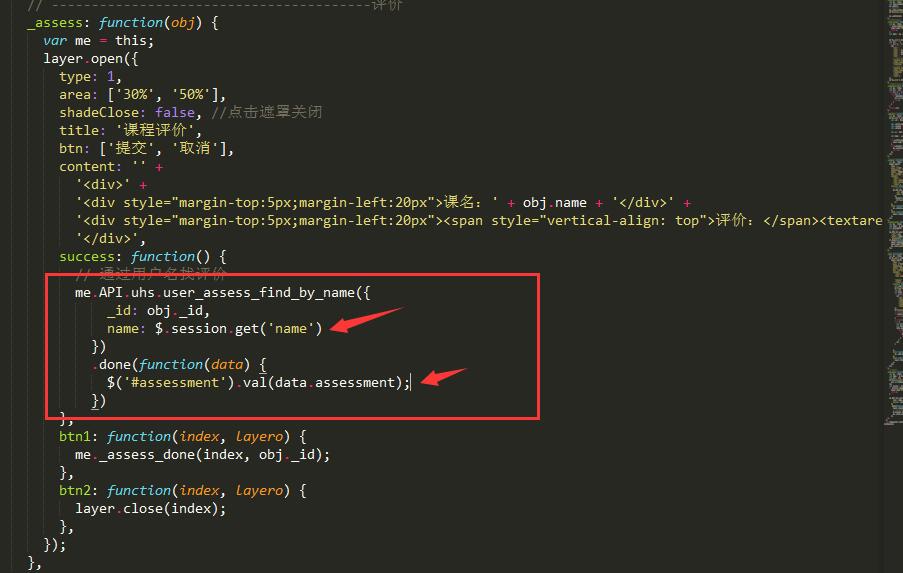 // ----------------------------------------评价
_assess: function(obj) {
var me = this;
layer.open({
type: 1,
area: ['30%', '50%'],
shadeClose: false, //点击遮罩关闭
title: '课程评价',
btn: ['提交', '取消'],
content: '' +
'<div>' +
'<div style="margin-top:5px;margin-left:20px">课名：' + obj.name + '</div>' +
'<div style="margin-top:5px;margin-left:20px"><span style="vertical-align: top">评价：</span><textare
'</div>',
success: function() {
// 通过用户名找评价
me.API.uhs.user_assess_find_by_name({
_id: obj._id,
name: $.session.get('name')
})
.done(function(data) {
$('#assessment').val(data.assessment);
})
},
btn1: function(index, layero) {
me._assess_done(index, obj._id);
},
btn2: function(index, layero) {
layer.close(index);
},
});
},